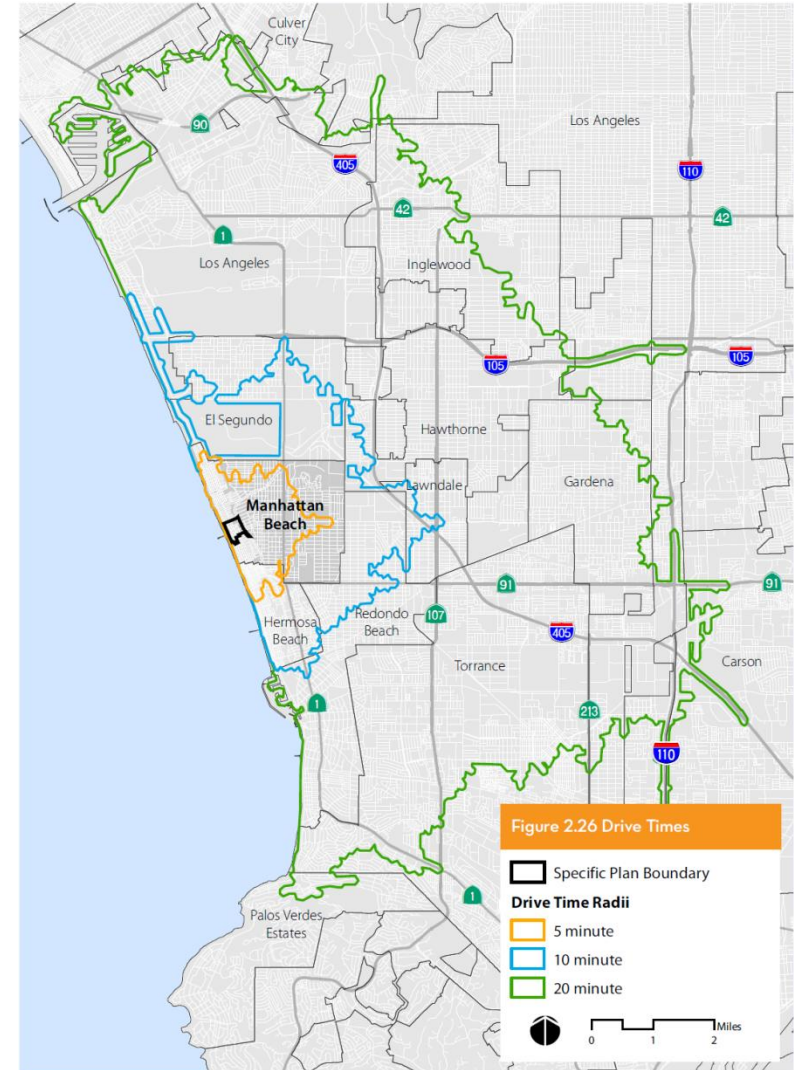 Culver
City
90
Los Angeles
405
110
42
42
1
Los Angeles
Inglewood
105
105
El Segundo
Hawthorne
Lawndale
Gardena
Manhattan
Beach
91
91
Hermosa
Beach
Redondo
Beach
107
405
Torrance
Carson
1
213
110
Figure 2.26 Drive Times
Specific Plan Boundary
Drive Time Radii
5 minute
10 minute
20 minute
Miles
0 1 2
1
Palos Verdes
Estates